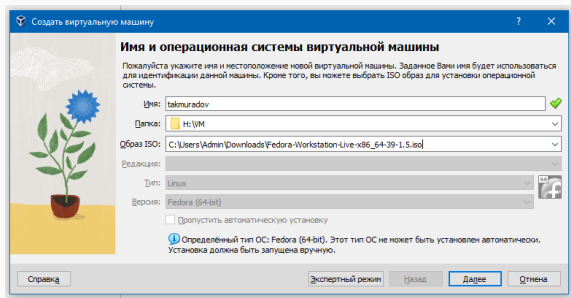 Создать виртуальную машину
Имя и операционная системы виртуальной машины
Пожалуйста укажите имя и местоположение новой виртуальной машины. Заданное Вами имя будет использоваться
для идентификации данной машины. Кроме того, вы можете выбрать ISO образ для установки операционной
системы.
Имя: takmuradov
Папка: H:\VM
Образ ISO: C:\Users\Admin\Downloads\Fedora-Workstation-Live-x86_64-39-1.5.iso
Редакция:
Тип: Linux
Версия: Fedora (64-bit)
64
Пропустить автоматическую установку
Определённый тип ОС: Fedora (64-bit). Этот тип ОС не может быть установлен автоматически.
Установка должна быть запущена вручную.
Справка Экспертный режим Назад Далее Отмена